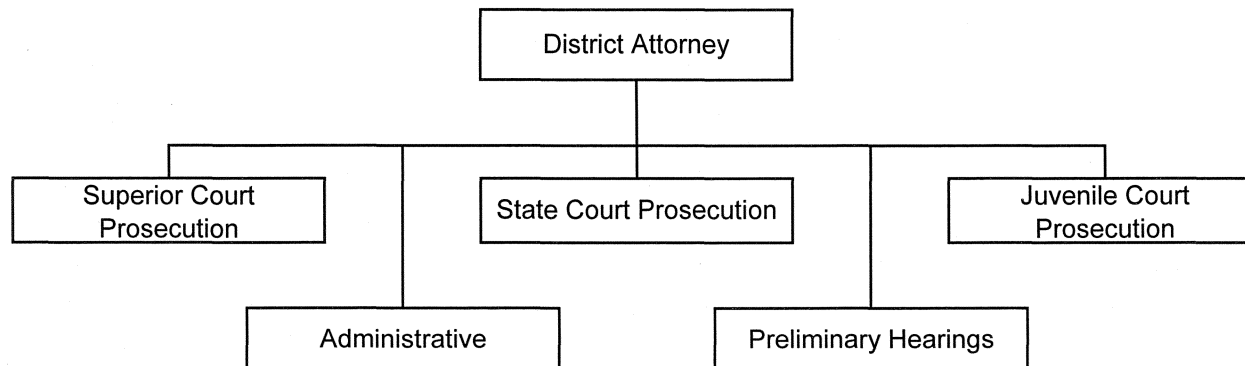 District Attorney
Superior Court
Prosecution
State Court Prosecution
Juvenile Court
Prosecution
Administrative
Preliminary Hearings